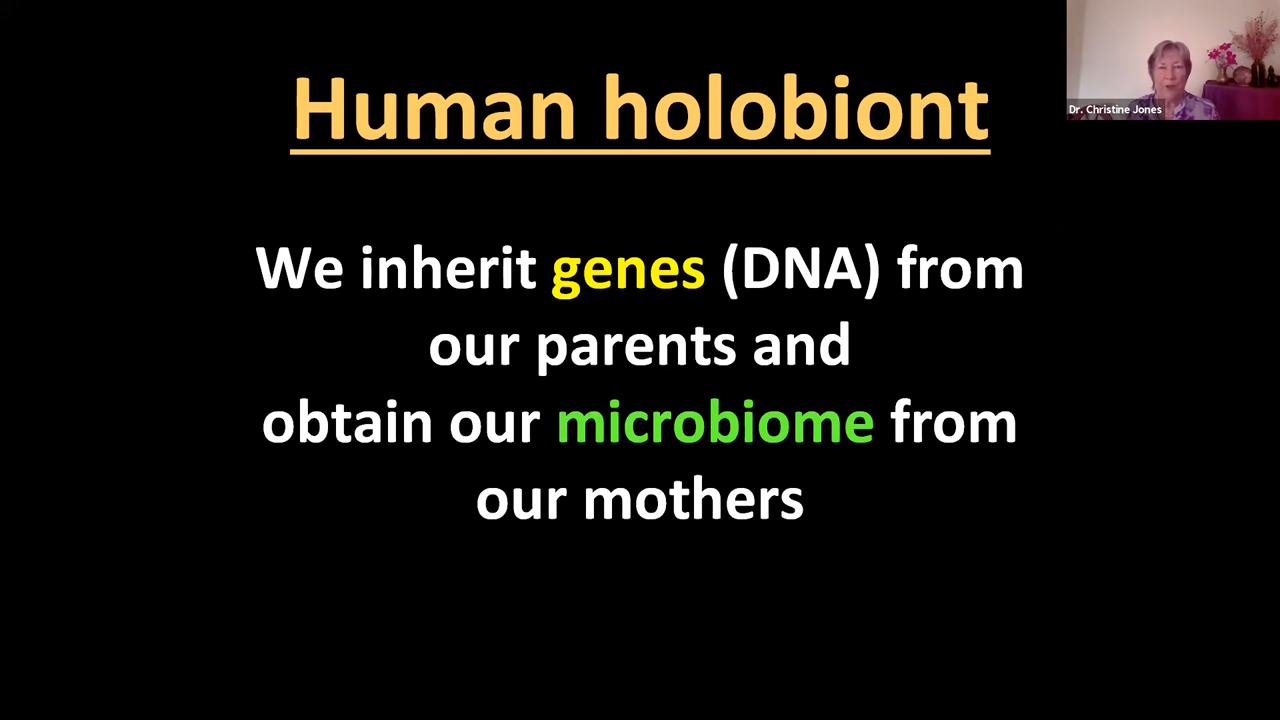 Human holobiont
Dr. Christine Jones
We inherit genes (DNA) from
our parents and
obtain our microbiome from
our mothers